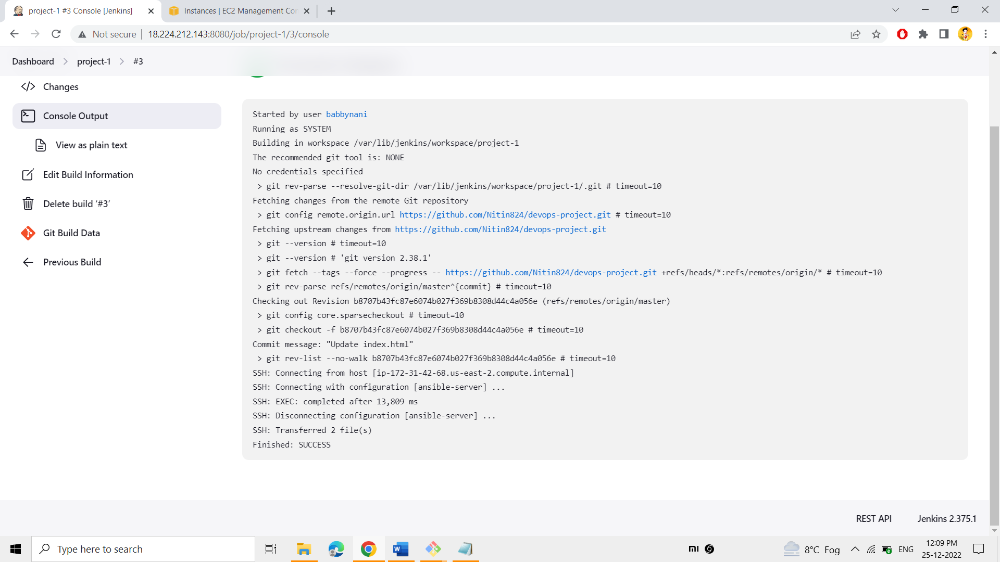 project-1 #3 Console [Jenkins]
Instances | EC2 Management Con
Not secure
18.224.212.143:8080/job/project-1/3/console
Dashboard
project-1
#3
Changes
Console Output
View as plain text
Edit Build Information
Delete build ‘#3’
Git Build Data
Previous Build
Started by user babbynani
Running as SYSTEM
Building in workspace /var/lib/jenkins/workspace/project-1
The recommended git tool is: NONE
No credentials specified
> git rev-parse --resolve-git-dir /var/lib/jenkins/workspace/project-1/.git # timeout=10
Fetching changes from the remote Git repository
> git config remote.origin.url https://github.com/Nitin824/devops-project.git # timeout=10
Fetching upstream changes from https://github.com/Nitin824/devops-project.git
> git --version # timeout=10
> git --version # 'git version 2.38.1'
> git fetch --tags --force --progress -- https://github.com/Nitin824/devops-project.git +refs/heads/*:refs/remotes/origin/* # timeout=10
> git rev-parse refs/remotes/origin/master^{commit} # timeout=10
Checking out Revision b8707b43fc87e6074b027f369b8308d44c4a056e (refs/remotes/origin/master)
> git config core.sparsecheckout # timeout=10
> git checkout -f b8707b43fc87e6074b027f369b8308d44c4a056e # timeout=10
Commit message: "Update index.html"
> git rev-list --no-walk b8707b43fc87e6074b027f369b8308d44c4a056e # timeout=10
SSH: Connecting from host [ip-172-31-42-68.us-east-2.compute.internal]
SSH: Connecting with configuration [ansible-server] ...
SSH: EXEC: completed after 13,809 ms
SSH: Disconnecting configuration [ansible-server] ...
SSH: Transferred 2 file(s)
Finished: SUCCESS
REST API
Jenkins 2.375.1
Type here to search
8°C Fog
ENG
12:09 PM
25-12-2022